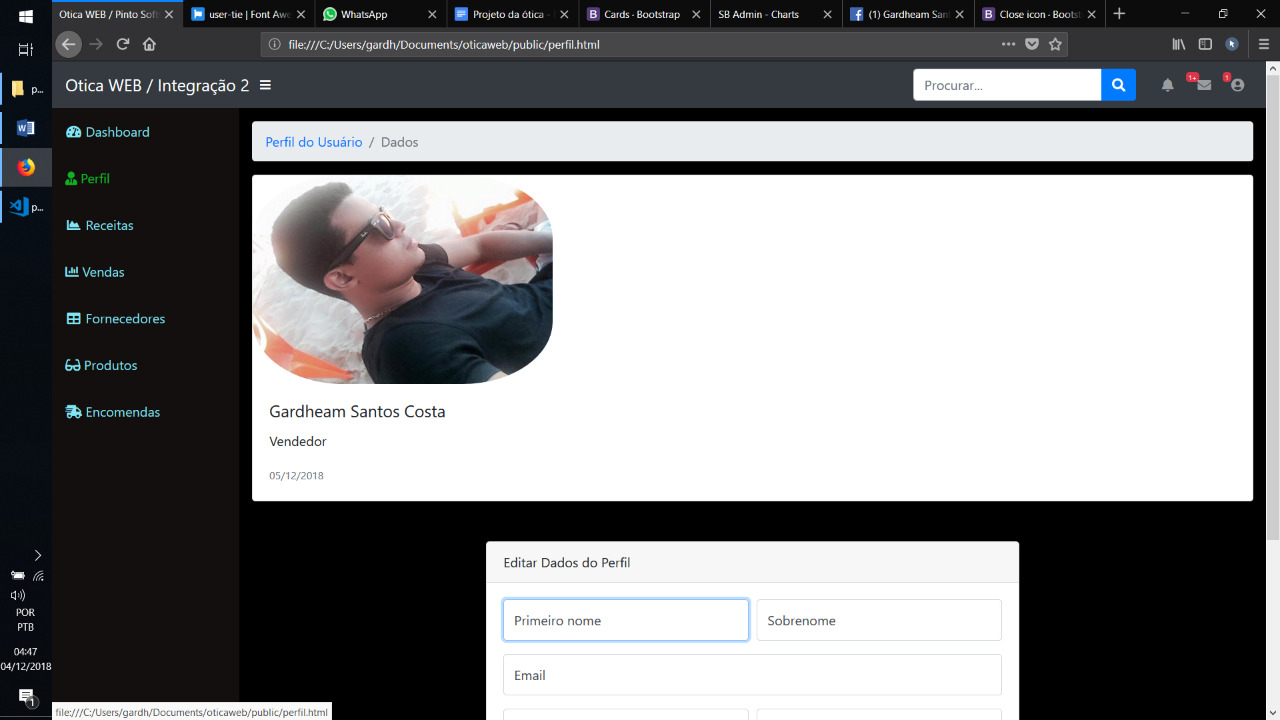 Otica WEB / Pinto Soft
user-tie | Font Awe
WhatsApp
Projeto da ótica -
Cards · Bootstrap
SB Admin - Charts
(1) Gardheam San
Close icon · Boots
file:///C:/Users/gardh/Documents/oticaweb/public/perfil.html
Otica WEB / Integração 2
Procurar...
1+
1
p...
p...
Dashboard
Perfil
Receitas
Vendas
Fornecedores
Produtos
Encomendas
Perfil do Usuário / Dados
Gardheam Santos Costa
Vendedor
05/12/2018
Editar Dados do Perfil
Primeiro nome
Sobrenome
Email
POR
PTB
04:47
04/12/2018
1
file:///C:/Users/gardh/Documents/oticaweb/public/perfil.html